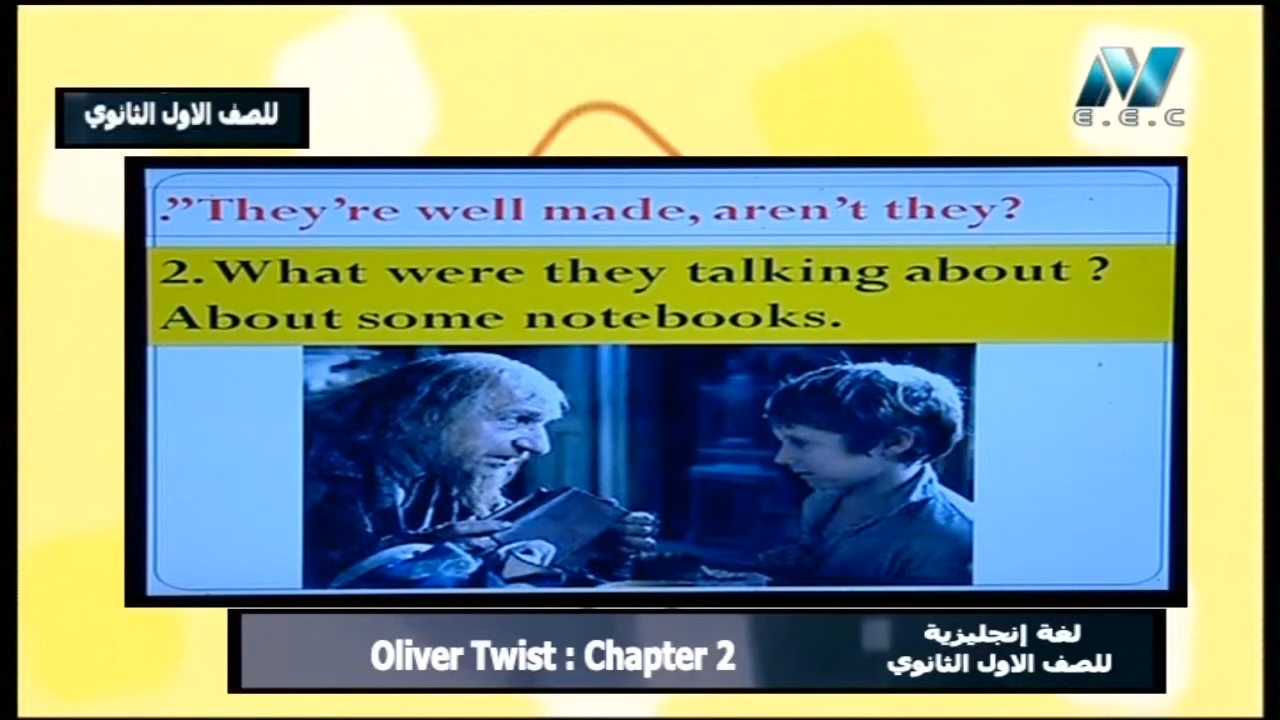 للصف الاول الثانوي
E.E.C
.”They’re well made, aren’t they?
2. What were they talking about ?
About some notebooks.
Oliver Twist : Chapter 2
لغة إنجليزية
للصف الاول الثانوي